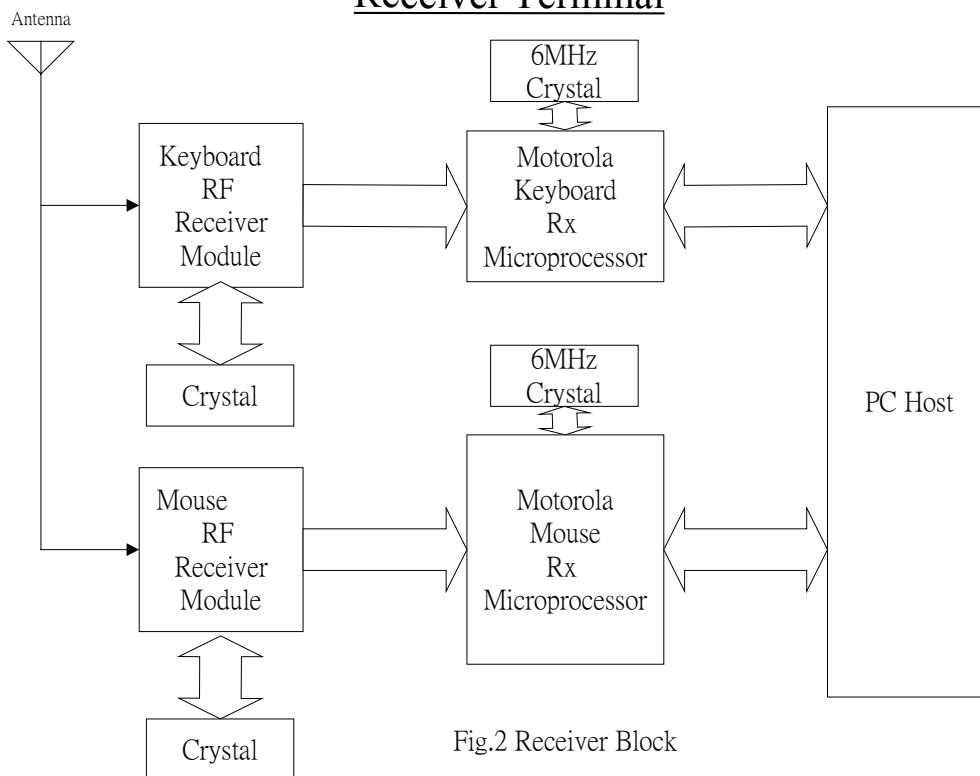 Receiver Terminal
Antenna
6MHz
Crystal
Keyboard
RF
Receiver
Module
Motorola
Keyboard
Rx
Microprocessor
Crystal
6MHz
Crystal
PC Host
Mouse
RF
Receiver
Module
Motorola
Mouse
Rx
Microprocessor
Crystal
Fig.2 Receiver Block